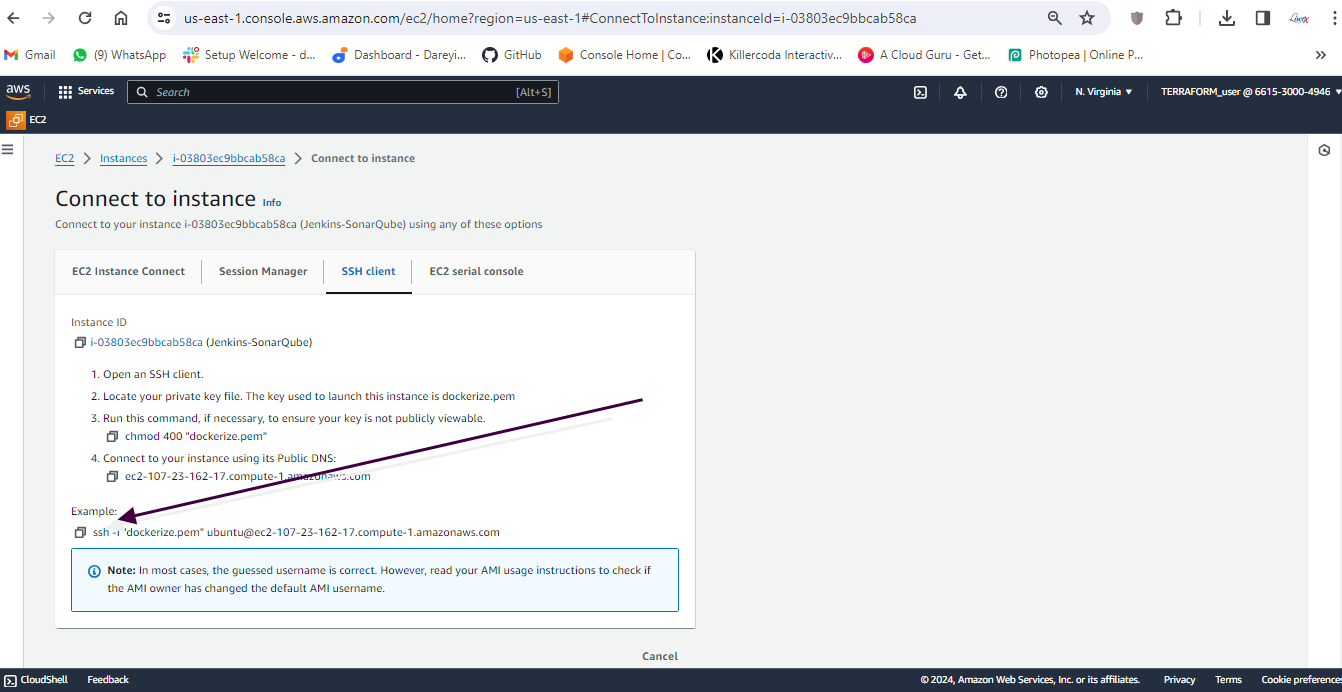 us-east-1.console.aws.amazon.com/ec2/home?region=us-east-1#ConnectToInstance:instanceId=i-03803ec9bbcab58ca
Gmail
(9) WhatsApp
Setup Welcome - d...
Dashboard - Dareyi...
GitHub
Console Home | Co...
Killercoda Interactiv...
A Cloud Guru - Get...
Photopea | Online P...
aws
Services
Search
[Alt+S]
N. Virginia
TERRAFORM_user @ 6615-3000-4946
EC2
EC2
Instances
i-03803ec9bbcab58ca
Connect to instance
Connect to instance Info
Connect to your instance i-03803ec9bbcab58ca (Jenkins-SonarQube) using any of these options
EC2 Instance Connect
Session Manager
SSH client
EC2 serial console
Instance ID
i-03803ec9bbcab58ca (Jenkins-SonarQube)
1. Open an SSH client.
2. Locate your private key file. The key used to launch this instance is dockerize.pem
3. Run this command, if necessary, to ensure your key is not publicly viewable.
chmod 400 "dockerize.pem"
4. Connect to your instance using its Public DNS:
ec2-107-23-162-17.compute-1.amazonaws.com
Example:
ssh -i "dockerize.pem" ubuntu@ec2-107-23-162-17.compute-1.amazonaws.com
Note: In most cases, the guessed username is correct. However, read your AMI usage instructions to check if
the AMI owner has changed the default AMI username.
Cancel
CloudShell
Feedback
© 2024, Amazon Web Services, Inc. or its affiliates.
Privacy
Terms
Cookie preferences